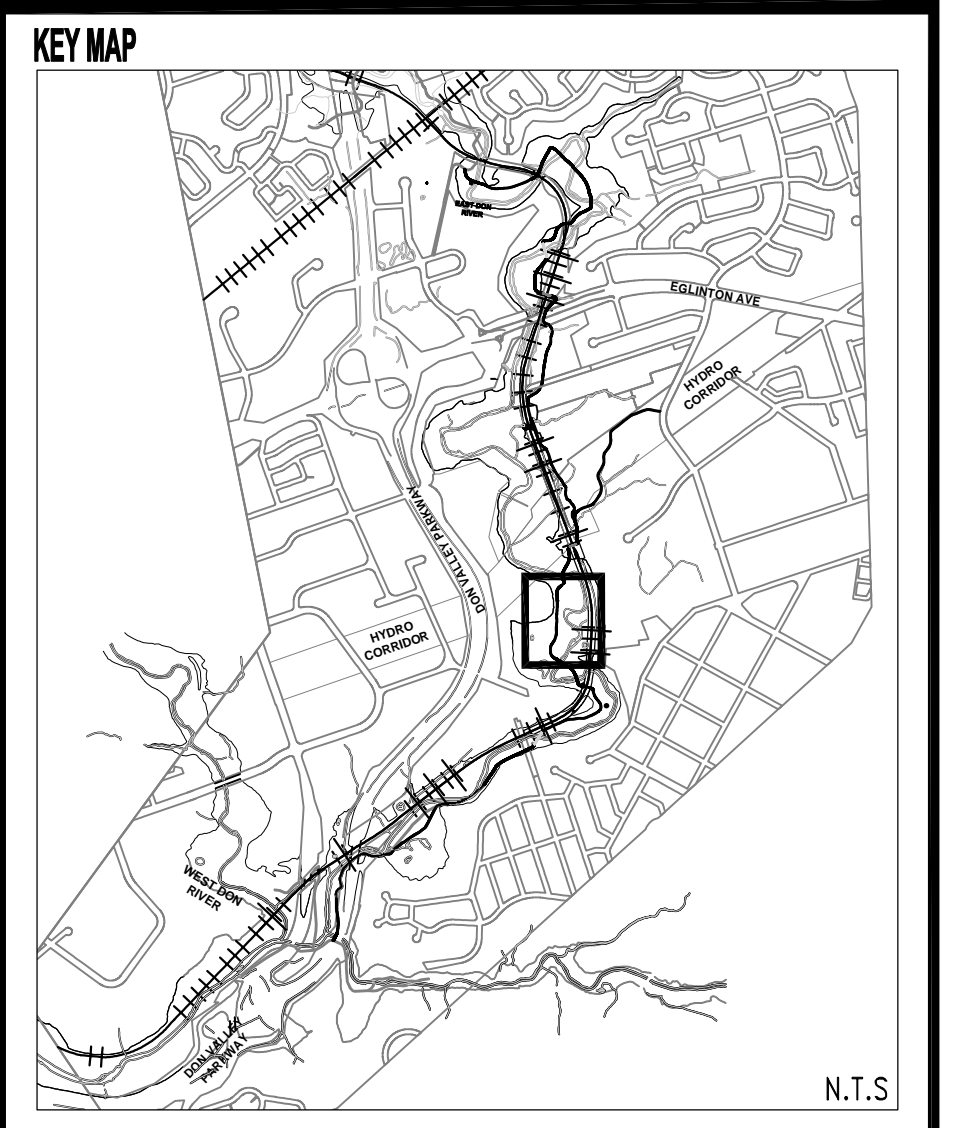 KEY MAP
EAST DON
RIVER
EGLINTON AVE
HYDRO
CORRIDOR
DON VALLEY PARKWAY
HYDRO
CORRIDOR
WEST DON
RIVER
DON VALLEY
PARKWAY
N.T.S